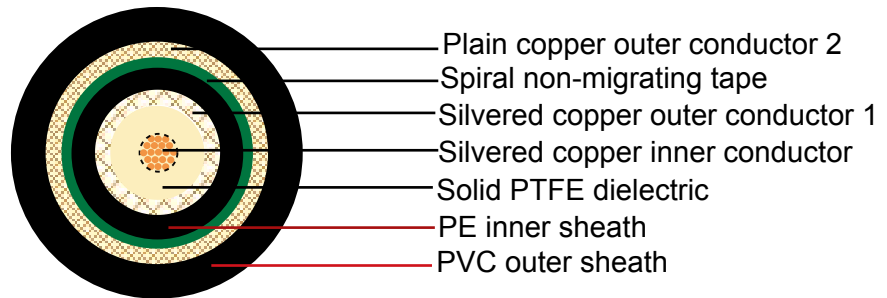 Plain copper outer conductor 2
Spiral non-migrating tape
Silvered copper outer conductor 1
Silvered copper inner conductor
Solid PTFE dielectric
PE inner sheath
PVC outer sheath